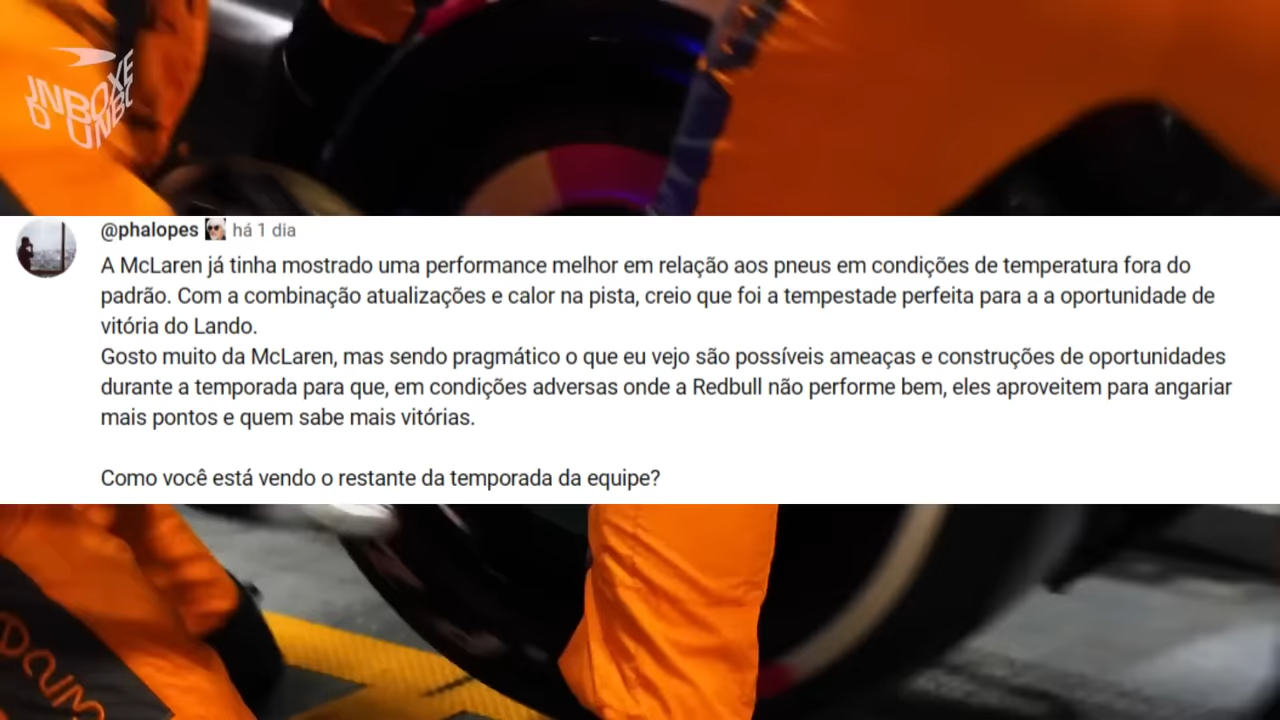 UNBOXE
D UNBO
@phalopes há 1 dia
A McLaren já tinha mostrado uma performance melhor em relação aos pneus em condições de temperatura fora do
padrão. Com a combinação atualizações e calor na pista, creio que foi a tempestade perfeita para a a oportunidade de
vitória do Lando.
Gosto muito da McLaren, mas sendo pragmático o que eu vejo são possíveis ameaças e construções de oportunidades
durante a temporada para que, em condições adversas onde a Redbull não performe bem, eles aproveitem para angariar
mais pontos e quem sabe mais vitórias.
Como você está vendo o restante da temporada da equipe?